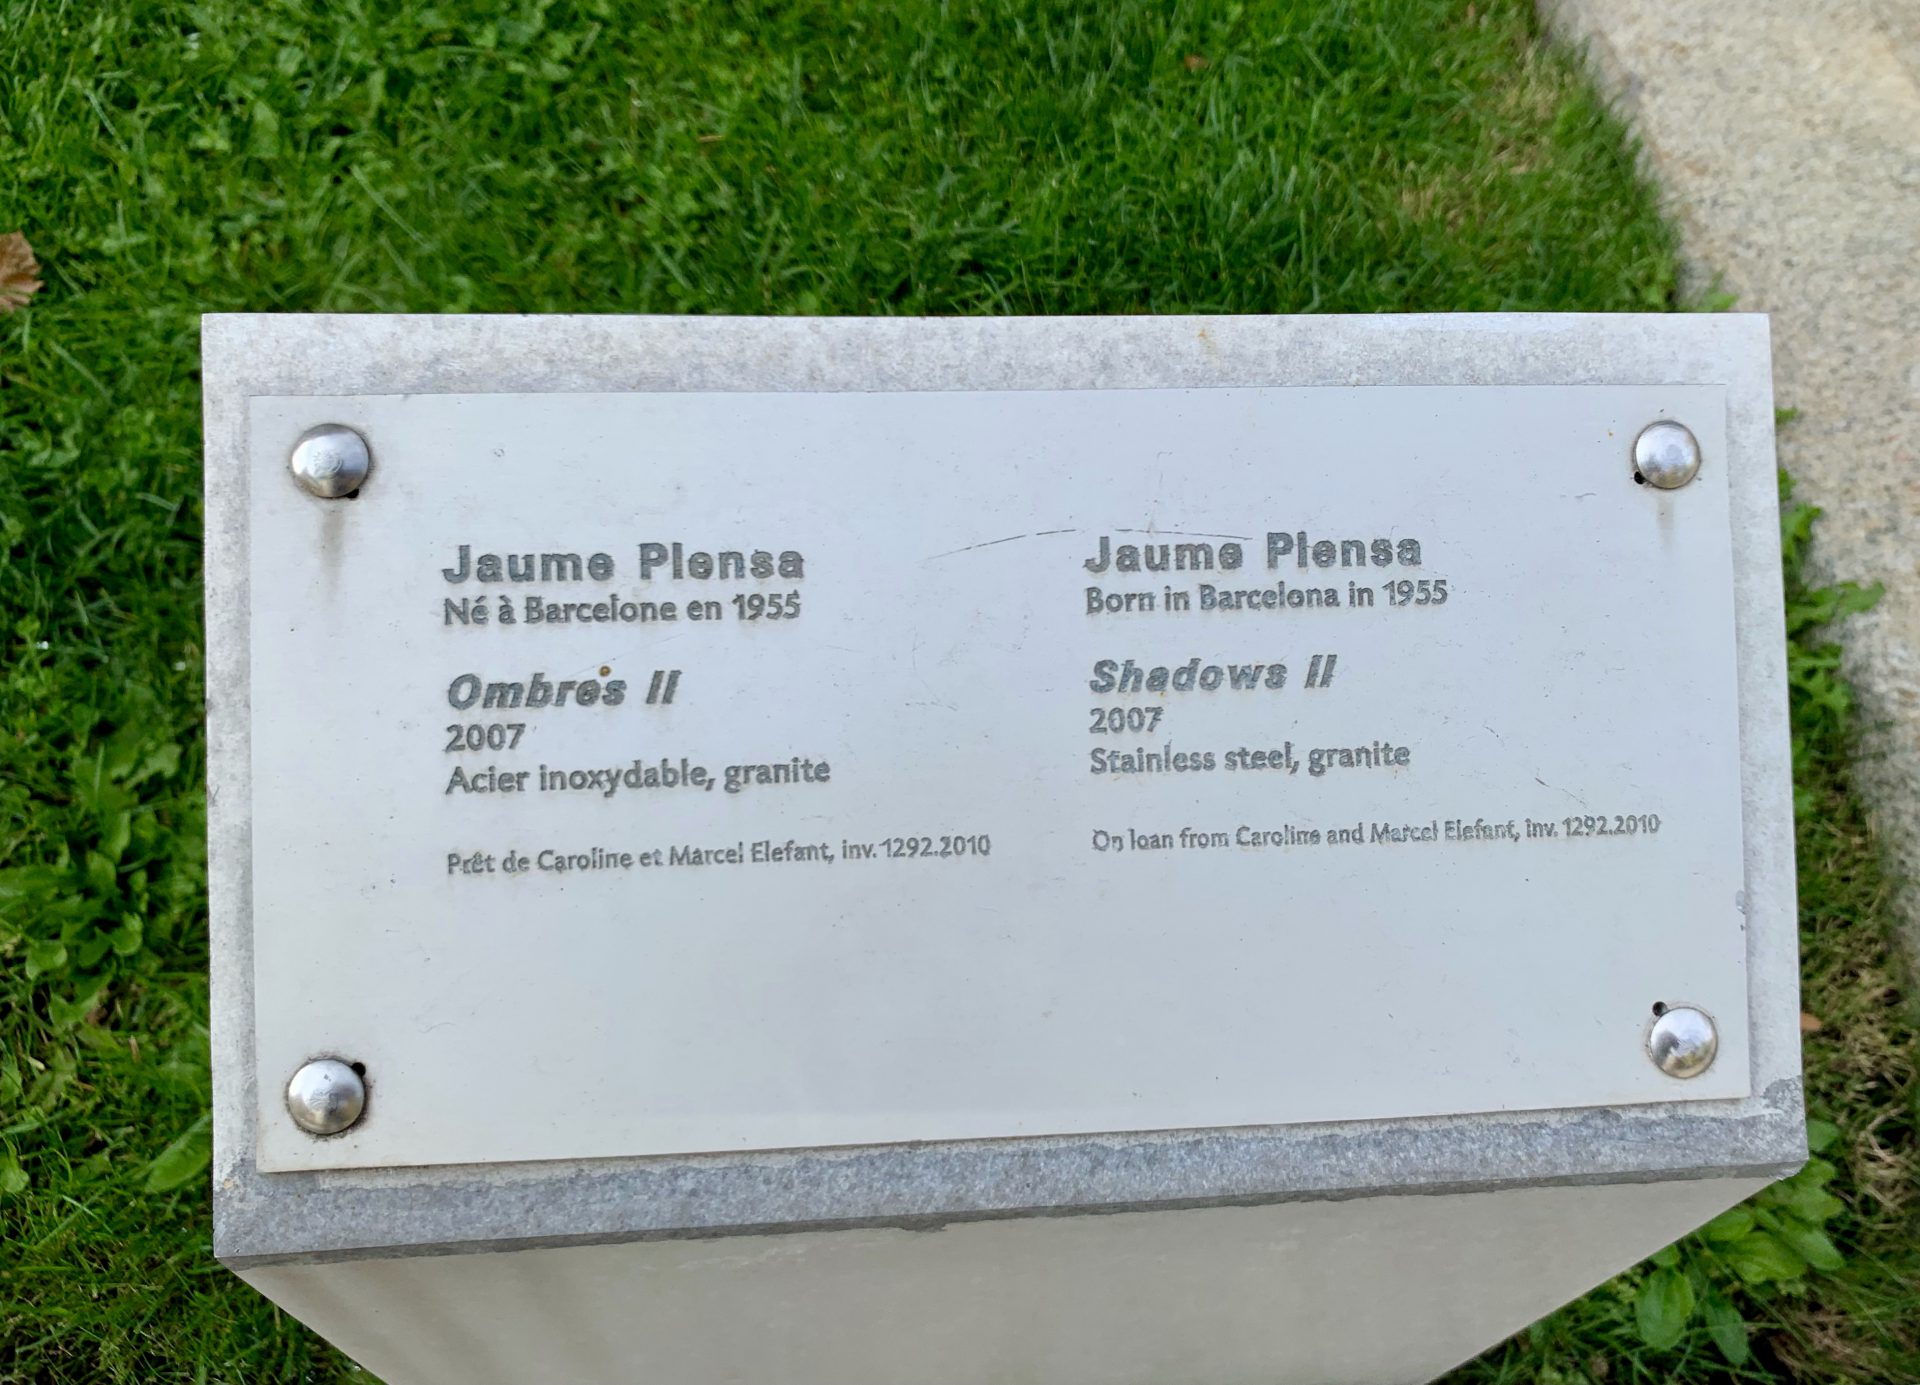 Jaume Plensa
Né à Barcelone en 1955
Ombres II
2007
Acier inoxydable, granite
Prêt de Caroline et Marcel Elefant, inv. 1292.2010
Jaume Plensa
Born in Barcelona in 1955
Shadows II
2007
Stainless steel, granite
On loan from Caroline and Marcel Elefant, inv. 1292.2010